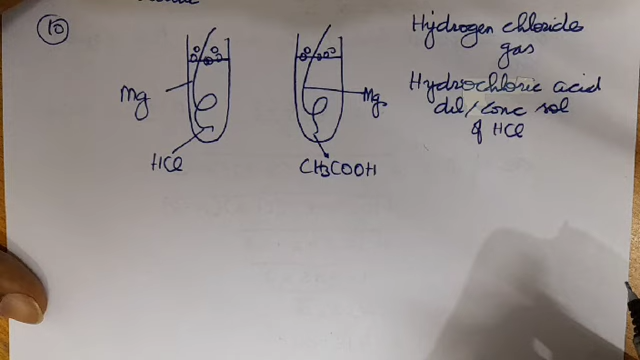 10
Hydrogen chloride
gas
Hydrochloric acid
dil/conc sol
of HCl
Mg
Mg
HCl
CH3COOH